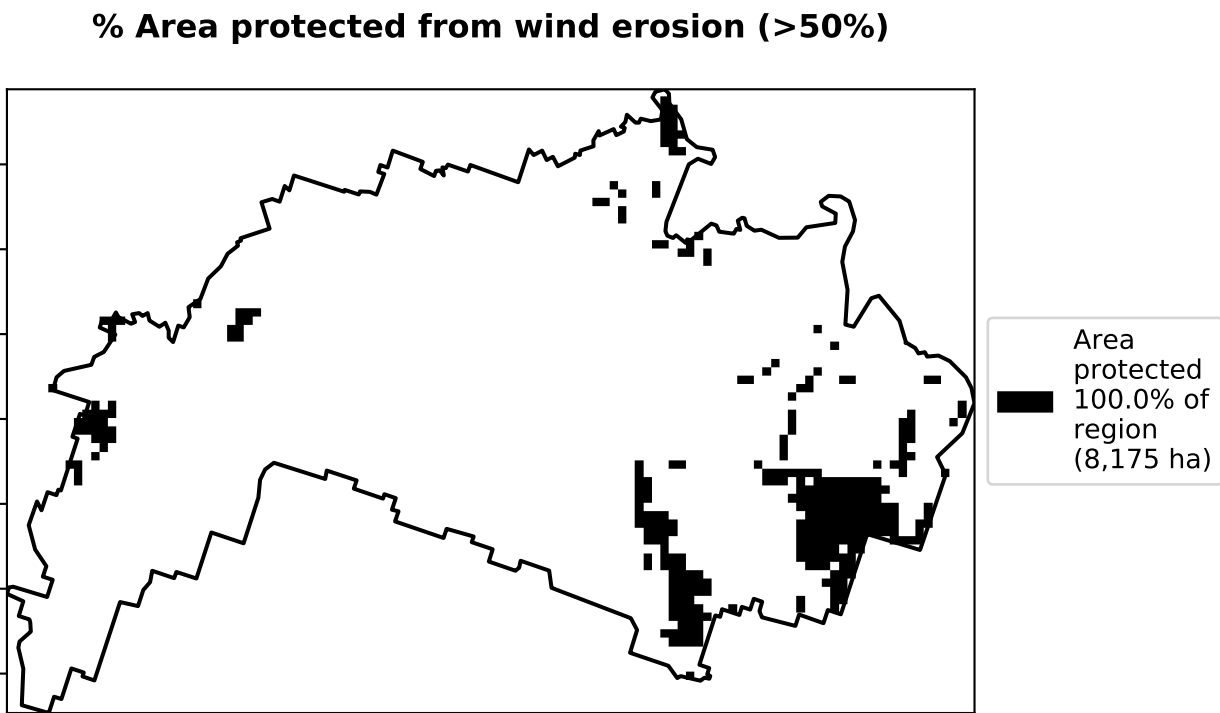 % Area protected from wind erosion (>50%)
Area
protected
100.0% of
region
(8,175 ha)